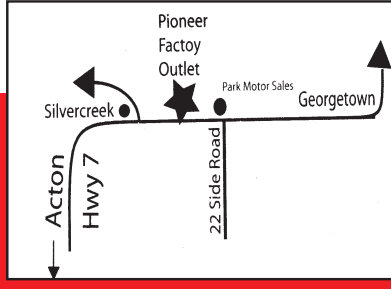 Pioneer
Factoy
Outlet
Park Motor Sales
Georgetown
Silvercreek
Acton
Hwy 7
22 Side Road